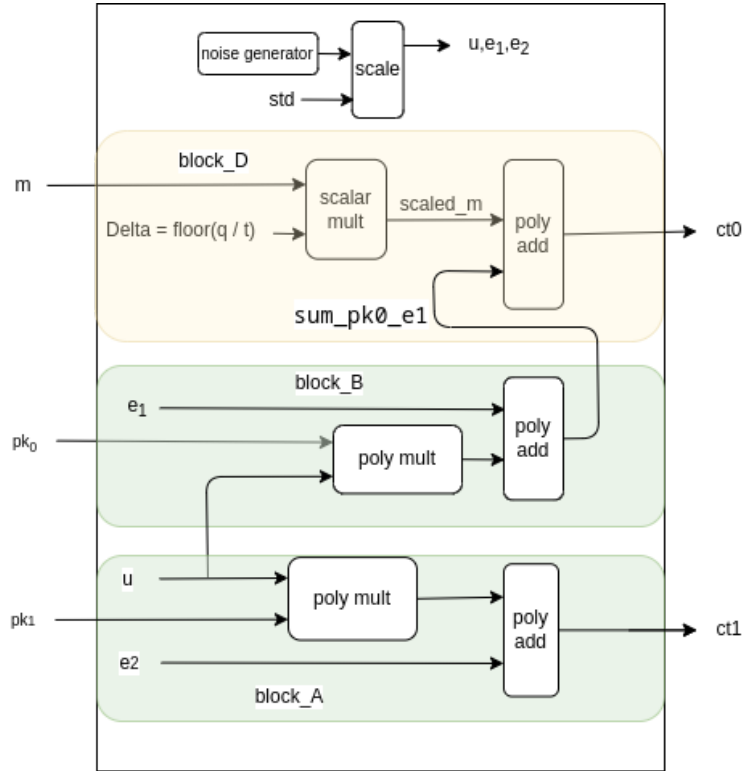 noise generator
scale
u,e1,e2
std
block_D
m
scalar
mult
scaled_m
poly
add
Delta = floor(q / t)
ct0
sum_pk0_e1
block_B
e1
poly
add
pk0
poly mult
u
poly mult
poly
add
pk1
ct1
e2
block_A